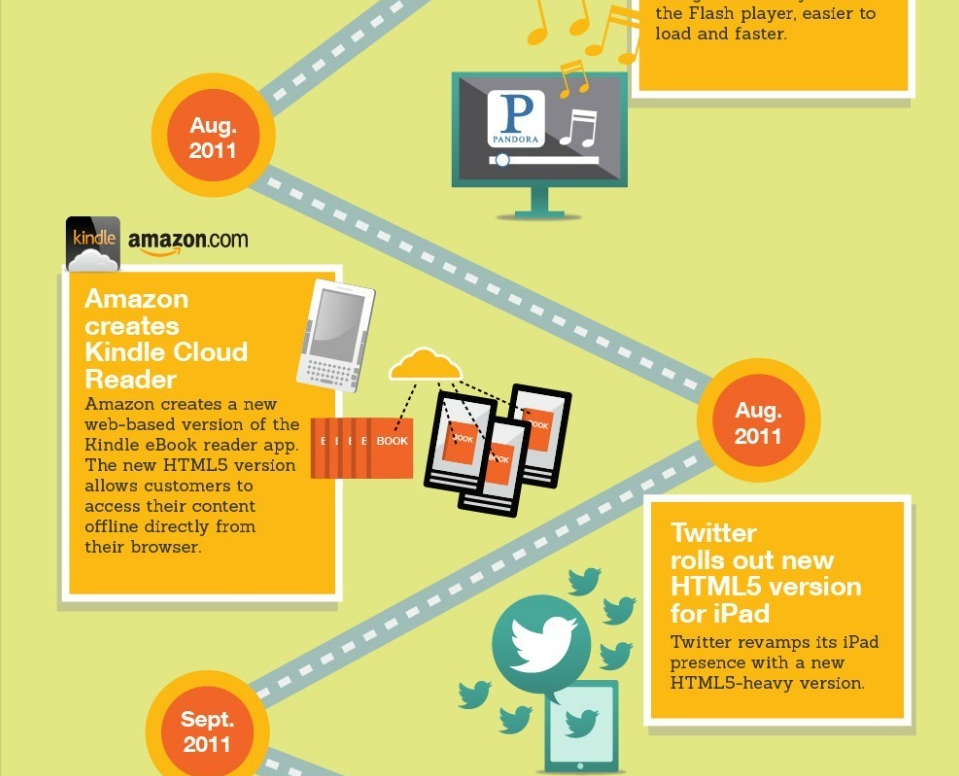 the Flash player, easier to
load and faster.
Aug.
2011
P
PANDORA
kindle
amazon.com
Amazon
creates
Kindle Cloud
Reader
Amazon creates a new
web-based version of the
Kindle eBook reader app.
The new HTML5 version
allows customers to
access their content
offline directly from
their browser.
E E E E BOOK
BOOK
BOOK
BOOK
Aug.
2011
Twitter
rolls out new
HTML5 version
for iPad
Twitter revamps its iPad
presence with a new
HTML5-heavy version.
Sept.
2011